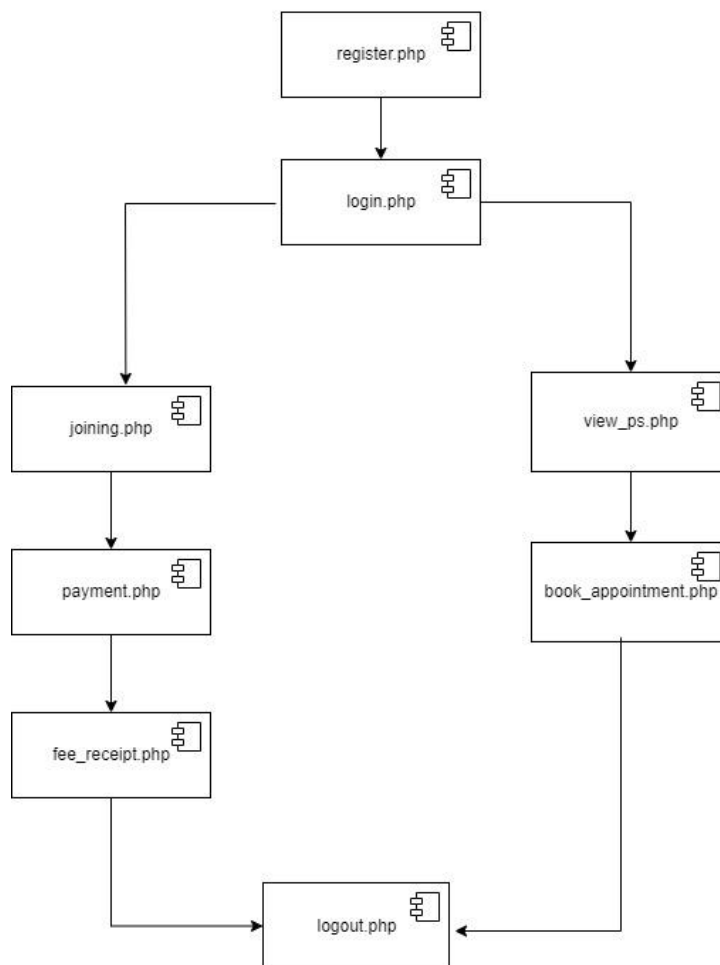 register.php
login.php
joining.php
view_ps.php
payment.php
book_appointment.php
fee_receipt.php
logout.php